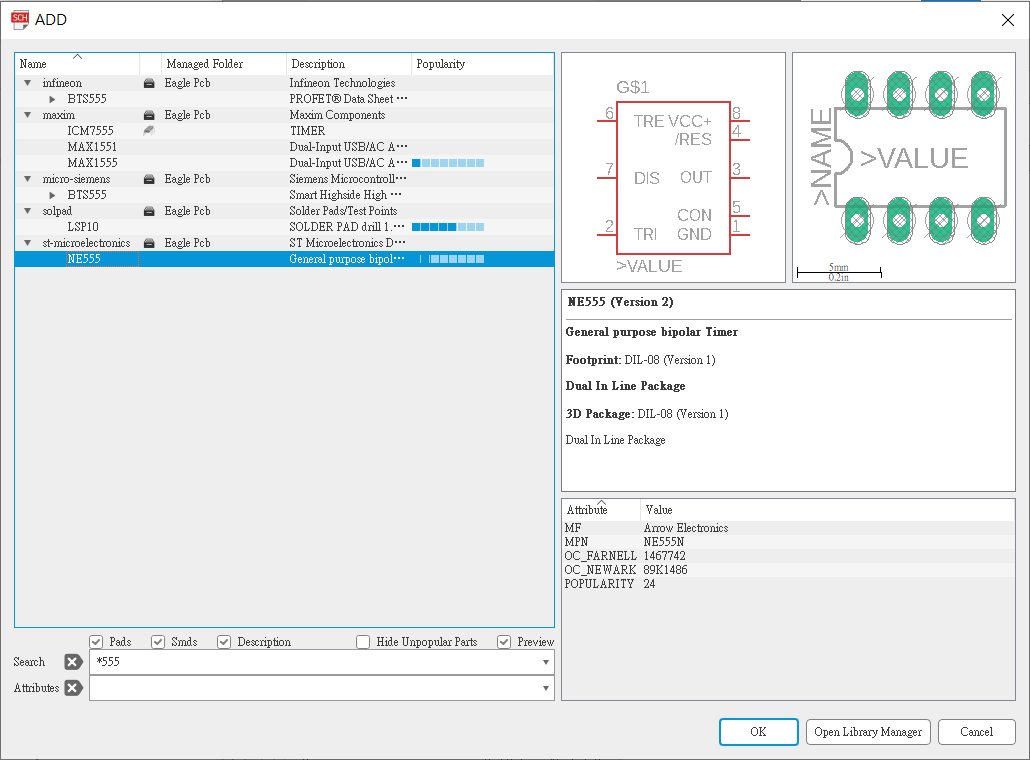 SCH ADD
Name Managed Folder Description Popularity
infineon Eagle Pcb Infineon Technologies
BTS555 PROFET® Data Sheet ···
maxim Eagle Pcb Maxim Components
ICM7555 TIMER
MAX1551 Dual-Input USB/AC A···
MAX1555 Dual-Input USB/AC A···
micro-siemens Eagle Pcb Siemens Microcontroll···
BTS555 Smart Highside High ···
solpad Eagle Pcb Solder Pads/Test Points
LSP10 SOLDER PAD drill 1.···
st-microelectronics Eagle Pcb ST Microelectronics D···
NE555 General purpose bipol···
Pads Smds Description Hide Unpopular Parts Preview
Search *555
Attributes
G$1
6 TRE VCC+ 8
/RES 4
7 DIS OUT 3
CON 5
2 TRI GND 1
>VALUE
>NAME
>VALUE
5mm
0.2in
NE555 (Version 2)
General purpose bipolar Timer
Footprint: DIL-08 (Version 1)
Dual In Line Package
3D Package: DIL-08 (Version 1)
Dual In Line Package
Attribute Value
MF Arrow Electronics
MPN NE555N
OC_FARNELL 1467742
OC_NEWARK 89K1486
POPULARITY 24
OK Open Library Manager Cancel